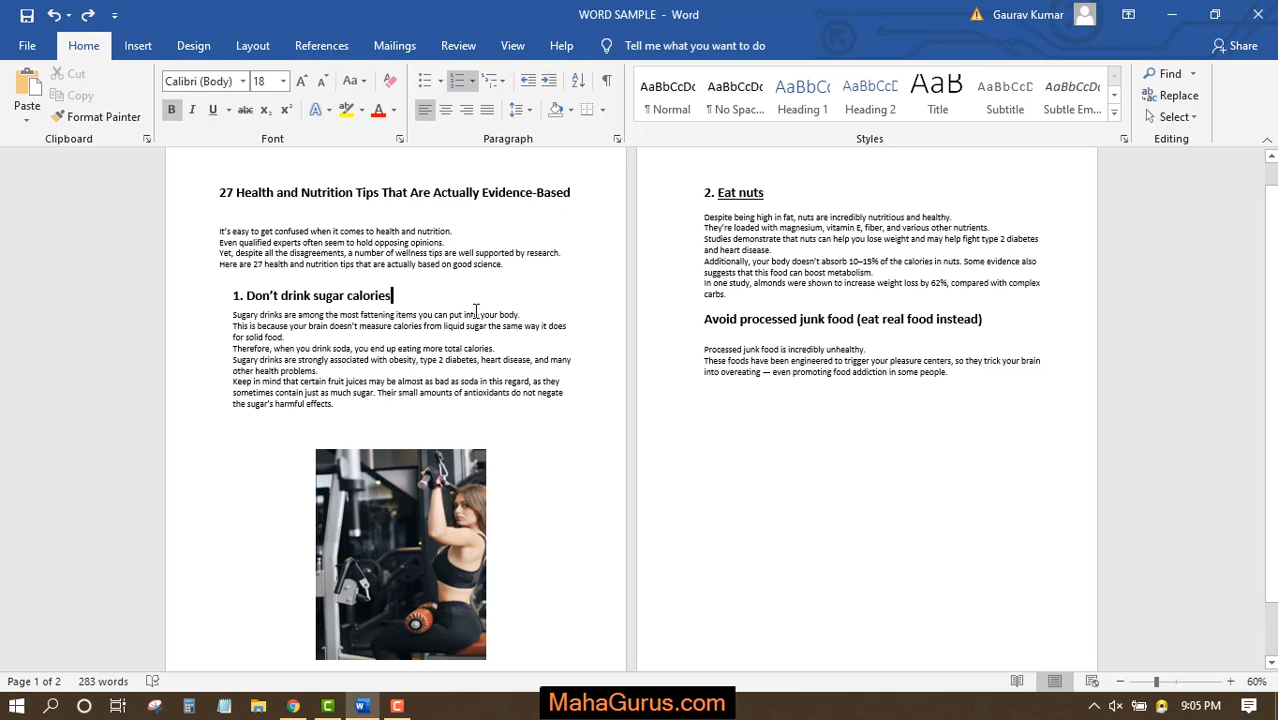 WORD SAMPLE - Word
Gaurav Kumar
File Home Insert Design Layout References Mailings Review View Help Tell me what you want to do Share
Paste
Cut
Copy
Format Painter
Clipboard
Calibri (Body) 18
Font
Paragraph
AaBbCcDc AaBbCcDc AaBbCc AaBbCcC AaB AaBbCcD AaBbCcDc
¶ Normal ¶ No Spac... Heading 1 Heading 2 Title Subtitle Subtle Em...
Styles
Find
Replace
Select
Editing
27 Health and Nutrition Tips That Are Actually Evidence-Based
It's easy to get confused when it comes to health and nutrition.
Even qualified experts often seem to hold opposing opinions.
Yet, despite all the disagreements, a number of wellness tips are well supported by research.
Here are 27 health and nutrition tips that are actually based on good science.
1. Don't drink sugar calories
Sugary drinks are among the most fattening items you can put into your body.
This is because your brain doesn't measure calories from liquid sugar the same way it does
for solid food.
Therefore, when you drink soda, you end up eating more total calories.
Sugary drinks are strongly associated with obesity, type 2 diabetes, heart disease, and many
other health problems.
Keep in mind that certain fruit juices may be almost as bad as soda in this regard, as they
sometimes contain just as much sugar. Their small amounts of antioxidants do not negate
the sugar's harmful effects.
2. Eat nuts
Despite being high in fat, nuts are incredibly nutritious and healthy.
They're loaded with magnesium, vitamin E, fiber, and various other nutrients.
Studies demonstrate that nuts can help you lose weight and may help fight type 2 diabetes
and heart disease.
Additionally, your body doesn't absorb 10–15% of the calories in nuts. Some evidence also
suggests that this food can boost metabolism.
In one study, almonds were shown to increase weight loss by 62%, compared with complex
carbs.
Avoid processed junk food (eat real food instead)
Processed junk food is incredibly unhealthy.
These foods have been engineered to trigger your pleasure centers, so they trick your brain
into overeating — even promoting food addiction in some people.
Page 1 of 2 283 words 60%
MahaGurus.com
9:05 PM